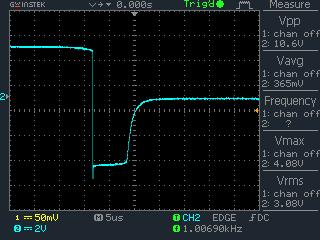 GWINSTEK 0.000s Trig'd Measure
Vpp
1: chan off
2: 10.6V
Vavg
1: chan off
2: 365mV
Frequency
1: chan off
2: ?
Vmax
1: chan off
2: 4.08V
Vrms
1: chan off
2: 3.08V
2
1 50mV M 5us T CH2 EDGE DC
2 2V T 1.00690kHz